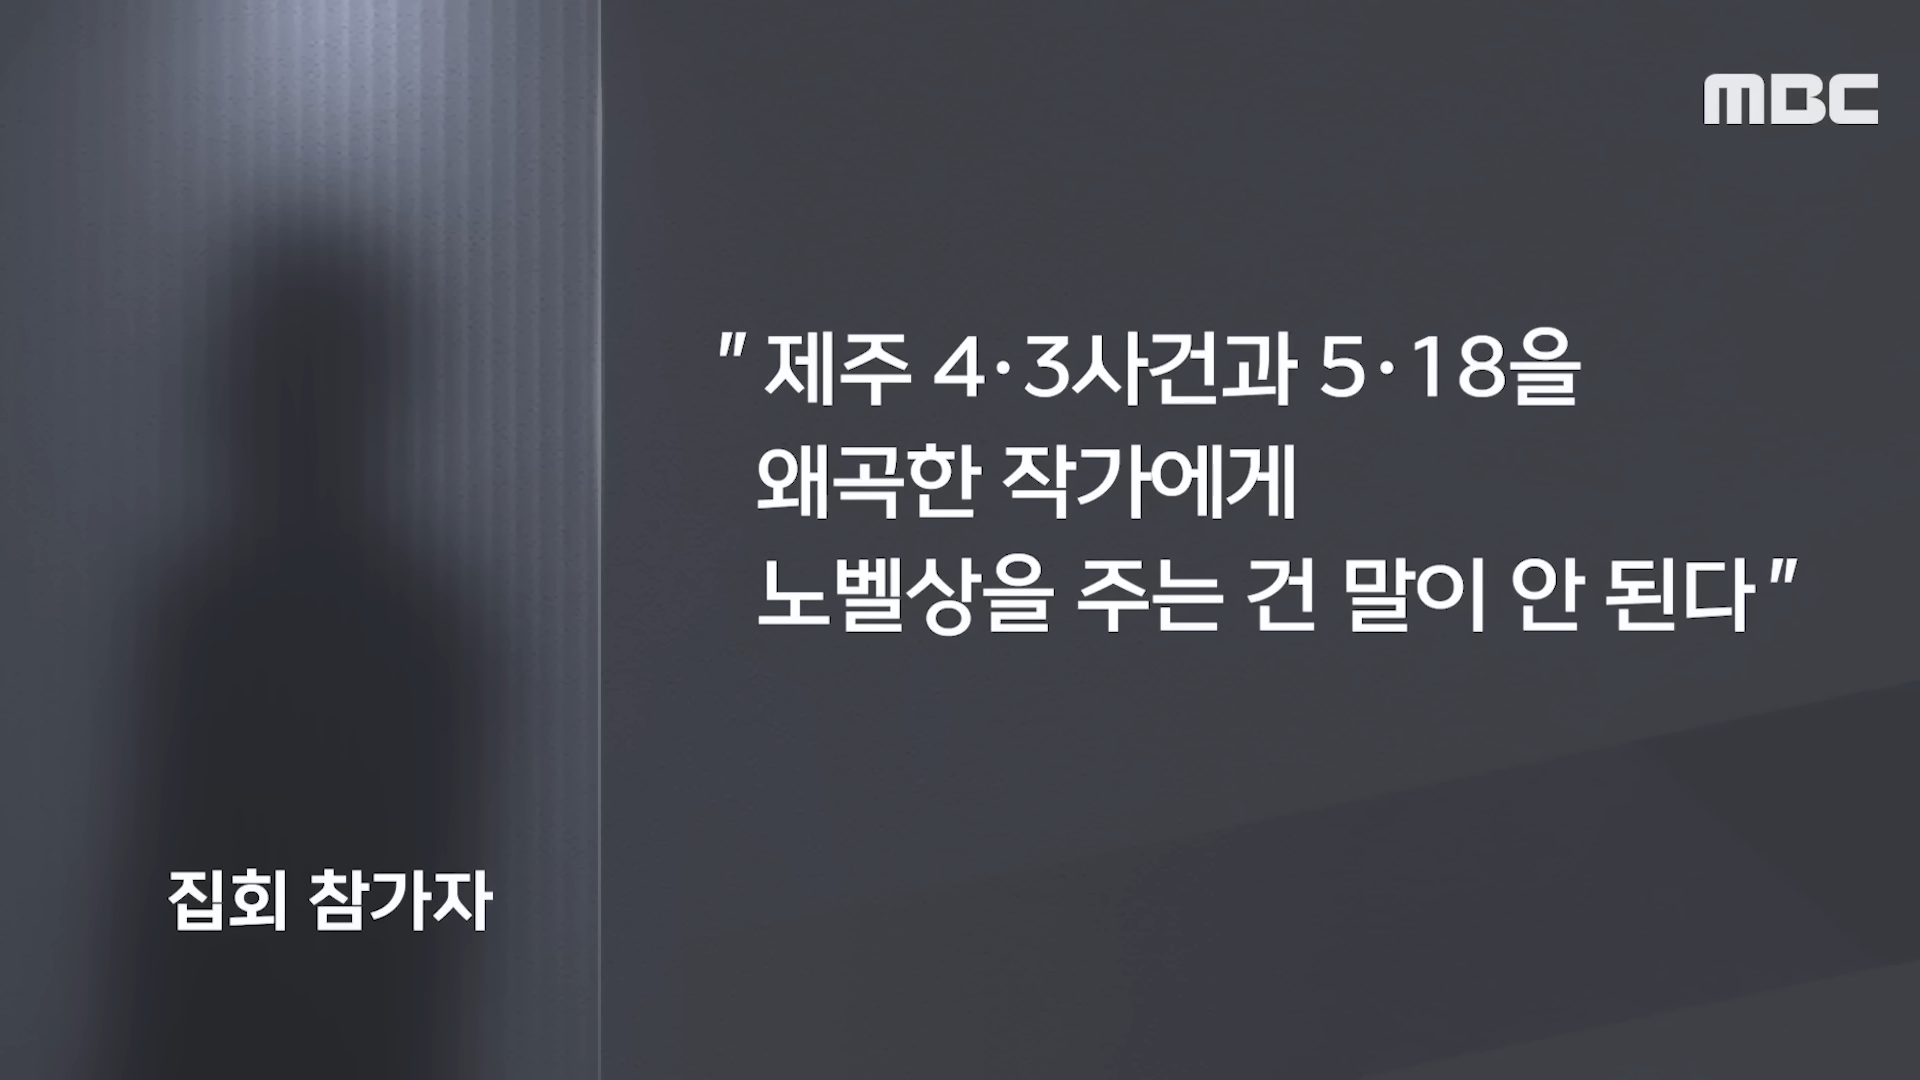 MBC
"제주 4·3사건과 5·18을
왜곡한 작가에게
노벨상을 주는 건 말이 안 된다"
집회 참가자